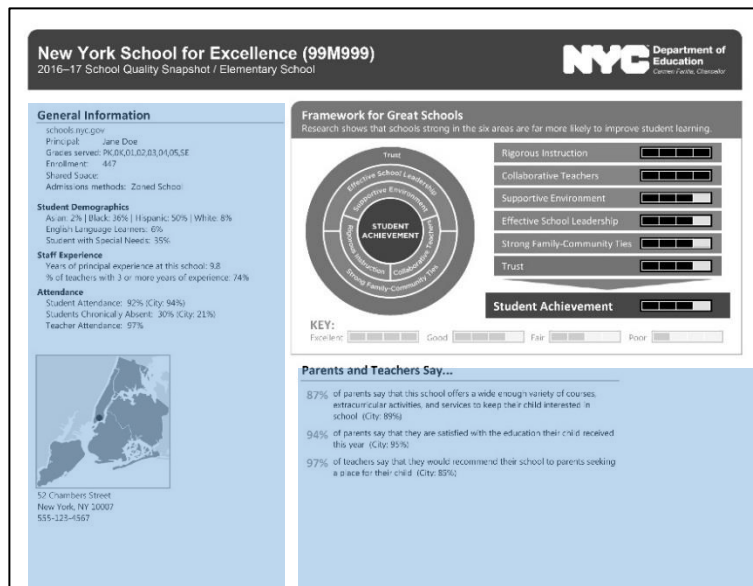 New York School for Excellence (99M999)
2016–17 School Quality Snapshot / Elementary School
NYC
Department of
Education
Carmen Fariña, Chancellor
General Information
schools.nyc.gov
Principal: Jane Doe
Grades served: PK,0K,01,02,03,04,05,SE
Enrollment: 447
Shared Space:
Admissions methods: Zoned School
Student Demographics
Asian: 2% | Black: 36% | Hispanic: 50% | White: 8%
English Language Learners: 6%
Student with Special Needs: 35%
Staff Experience
Years of principal experience at this school: 9.8
% of teachers with 3 or more years of experience: 74%
Attendance
Student Attendance: 92% (City: 94%)
Students Chronically Absent: 30% (City: 21%)
Teacher Attendance: 97%
52 Chambers Street
New York, NY 10007
555-123-4567
Framework for Great Schools
Research shows that schools strong in the six areas are far more likely to improve student learning.
Trust
Effective School Leadership
Supportive Environment
STUDENT
ACHIEVEMENT
Rigorous Instruction
Collaborative Teachers
Strong Family-Community Ties
Rigorous Instruction
Collaborative Teachers
Supportive Environment
Effective School Leadership
Strong Family-Community Ties
Trust
Student Achievement
KEY:
Excellent Good Fair Poor
Parents and Teachers Say...
87% of parents say that this school offers a wide enough variety of courses,
extracurricular activities, and services to keep their child interested in
school (City: 89%)
94% of parents say that they are satisfied with the education their child received
this year (City: 95%)
97% of teachers say that they would recommend their school to parents seeking
a place for their child (City: 85%)